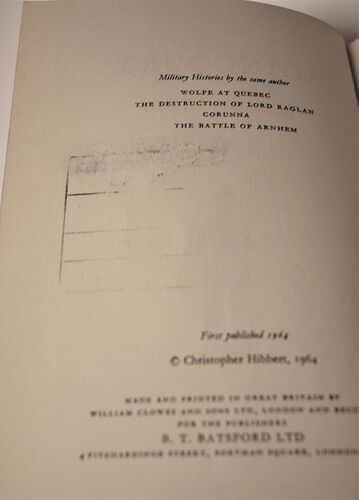 Military Histories by the same author
WOLFE AT QUEBEC
THE DESTRUCTION OF LORD RAGLAN
CORUNNA
THE BATTLE OF ARNHEM
First published 1964
© Christopher Hibbert, 1964
MADE AND PRINTED IN GREAT BRITAIN BY
WILLIAM CLOWES AND SONS LTD, LONDON AND BECC
FOR THE PUBLISHERS
B. T. BATSFORD LTD
4 FITZHARDINGE STREET, PORTMAN SQUARE, LONDON